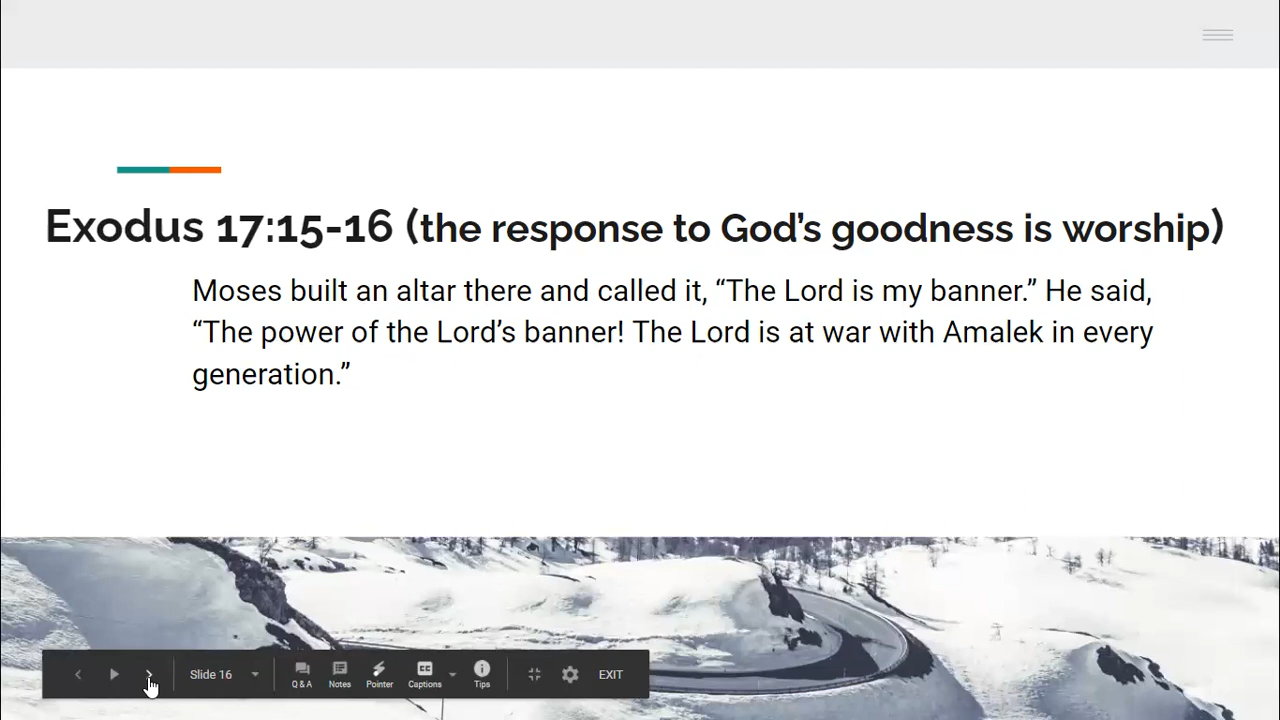 Exodus 17:15-16 (the response to God’s goodness is worship)
Moses built an altar there and called it, “The Lord is my banner.” He said,
“The power of the Lord’s banner! The Lord is at war with Amalek in every
generation.”
Slide 16
Q & A
Notes
Pointer
Captions
Tips
EXIT